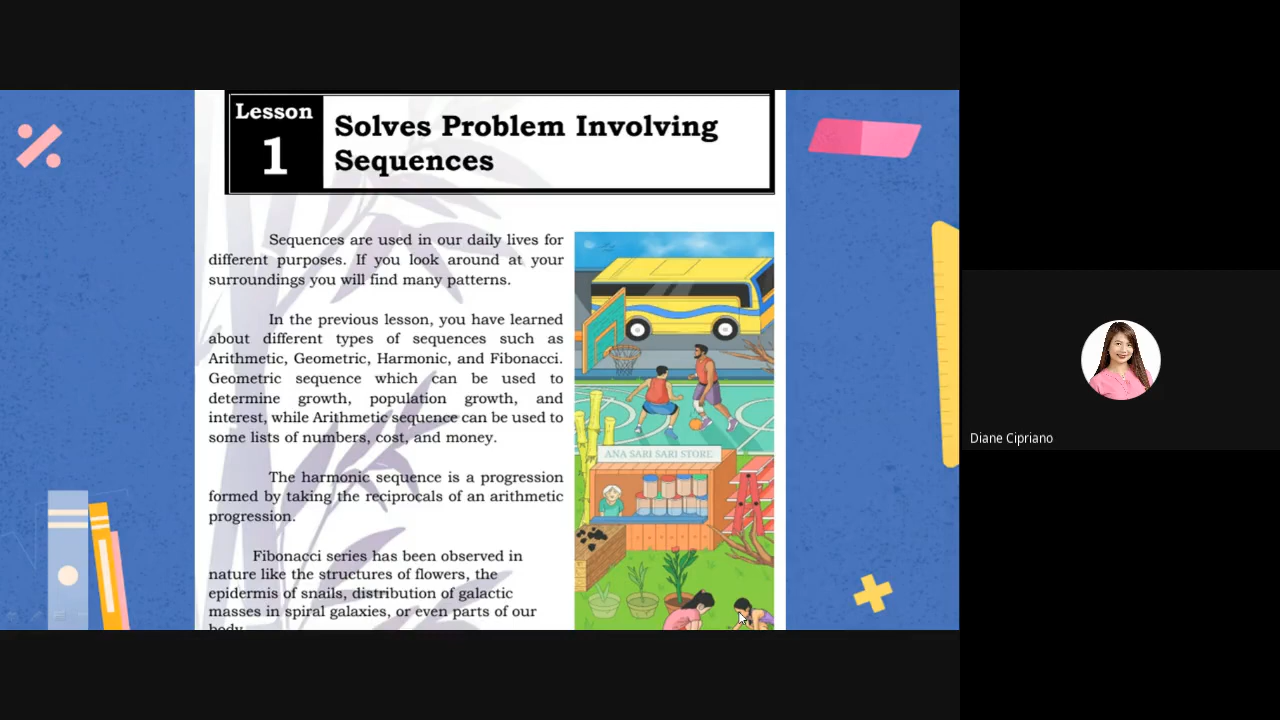 Lesson
1
Solves Problem Involving
Sequences
Sequences are used in our daily lives for
different purposes. If you look around at your
surroundings you will find many patterns.
In the previous lesson, you have learned
about different types of sequences such as
Arithmetic, Geometric, Harmonic, and Fibonacci.
Geometric sequence which can be used to
determine growth, population growth, and
interest, while Arithmetic sequence can be used to
some lists of numbers, cost, and money.
The harmonic sequence is a progression
formed by taking the reciprocals of an arithmetic
progression.
Fibonacci series has been observed in
nature like the structures of flowers, the
epidermis of snails, distribution of galactic
masses in spiral galaxies, or even parts of our
body
ANA SARI SARI STORE
Diane Cipriano